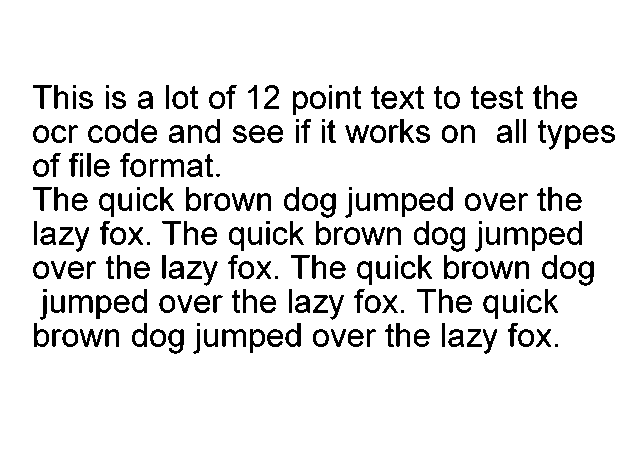 This is a lot of 12 point text to test the
ocr code and see if it works on  all types
of file format.
The quick brown dog jumped over the
lazy fox. The quick brown dog jumped
over the lazy fox. The quick brown dog
jumped over the lazy fox. The quick
brown dog jumped over the lazy fox.